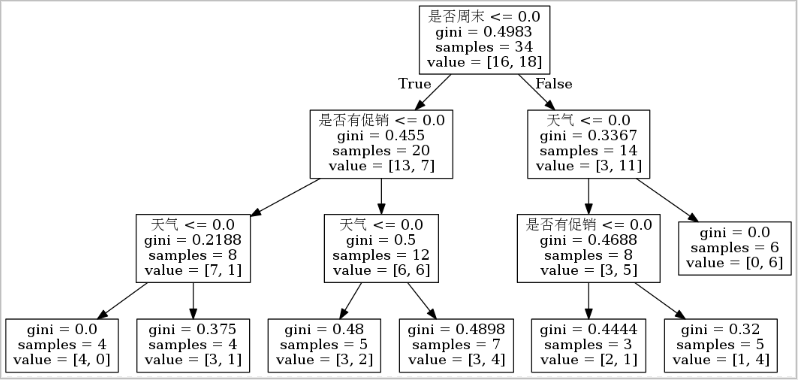 是否周末 <= 0.0
gini = 0.4983
samples = 34
value = [16, 18]
True
False
是否有促销 <= 0.0
gini = 0.455
samples = 20
value = [13, 7]
天气 <= 0.0
gini = 0.3367
samples = 14
value = [3, 11]
天气 <= 0.0
gini = 0.2188
samples = 8
value = [7, 1]
天气 <= 0.0
gini = 0.5
samples = 12
value = [6, 6]
是否有促销 <= 0.0
gini = 0.4688
samples = 8
value = [3, 5]
gini = 0.0
samples = 6
value = [0, 6]
gini = 0.0
samples = 4
value = [4, 0]
gini = 0.375
samples = 4
value = [3, 1]
gini = 0.48
samples = 5
value = [3, 2]
gini = 0.4898
samples = 7
value = [3, 4]
gini = 0.4444
samples = 3
value = [2, 1]
gini = 0.32
samples = 5
value = [1, 4]